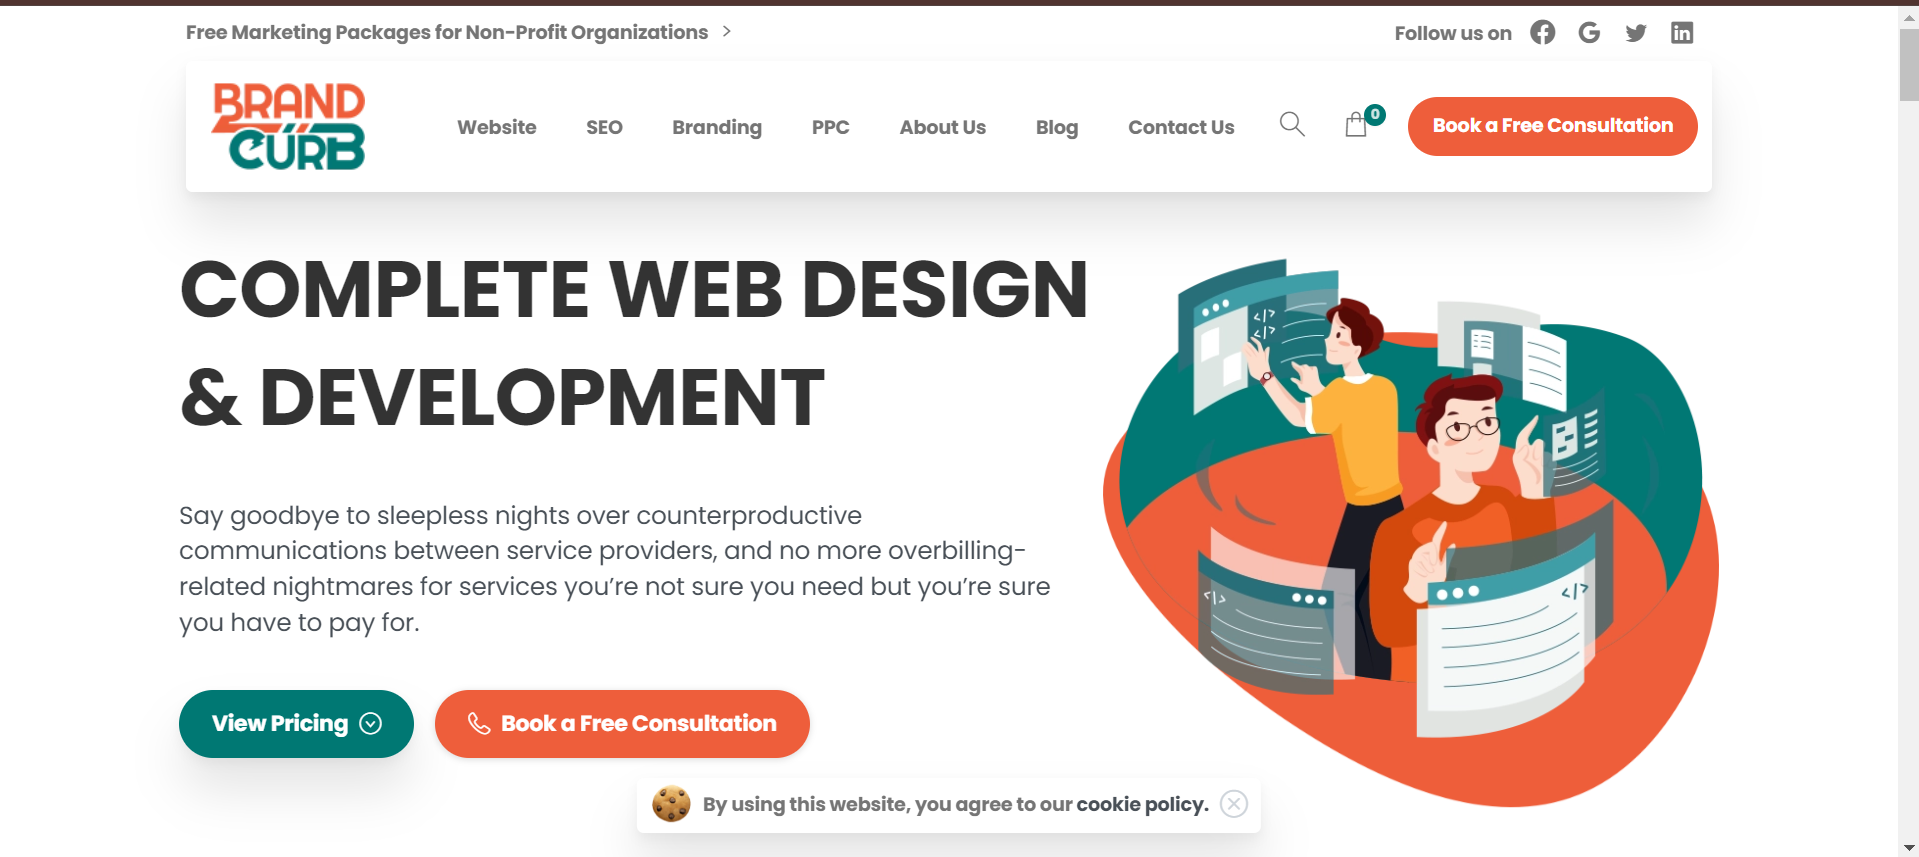 Free Marketing Packages for Non-Profit Organizations
Follow us on
BRAND
CURB
Website SEO Branding PPC About Us Blog Contact Us 0 Book a Free Consultation
COMPLETE WEB DESIGN
& DEVELOPMENT
</>
</>
Say goodbye to sleepless nights over counterproductive
communications between service providers, and no more overbilling-
related nightmares for services you’re not sure you need but you’re sure
you have to pay for.
</>
</>
View Pricing Book a Free Consultation
By using this website, you agree to our cookie policy.